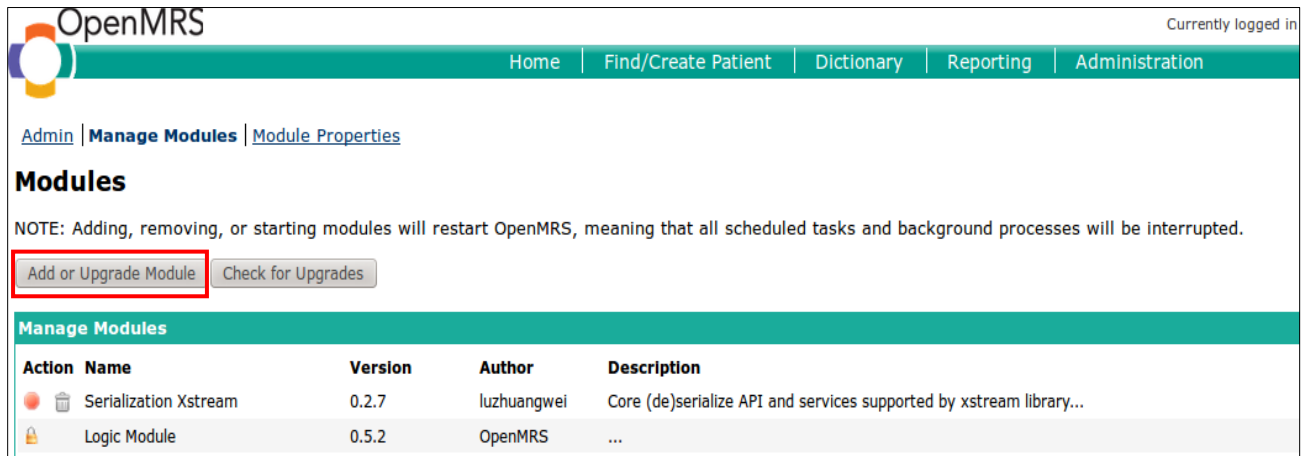 OpenMRS
Currently logged in
Home Find/Create Patient Dictionary Reporting Administration
Admin Manage Modules Module Properties
Modules
NOTE: Adding, removing, or starting modules will restart OpenMRS, meaning that all scheduled tasks and background processes will be interrupted.
Add or Upgrade Module Check for Upgrades
Manage Modules
Action Name Version Author Description
Serialization Xstream 0.2.7 luzhuangwei Core (de)serialize API and services supported by xstream library...
Logic Module 0.5.2 OpenMRS ...